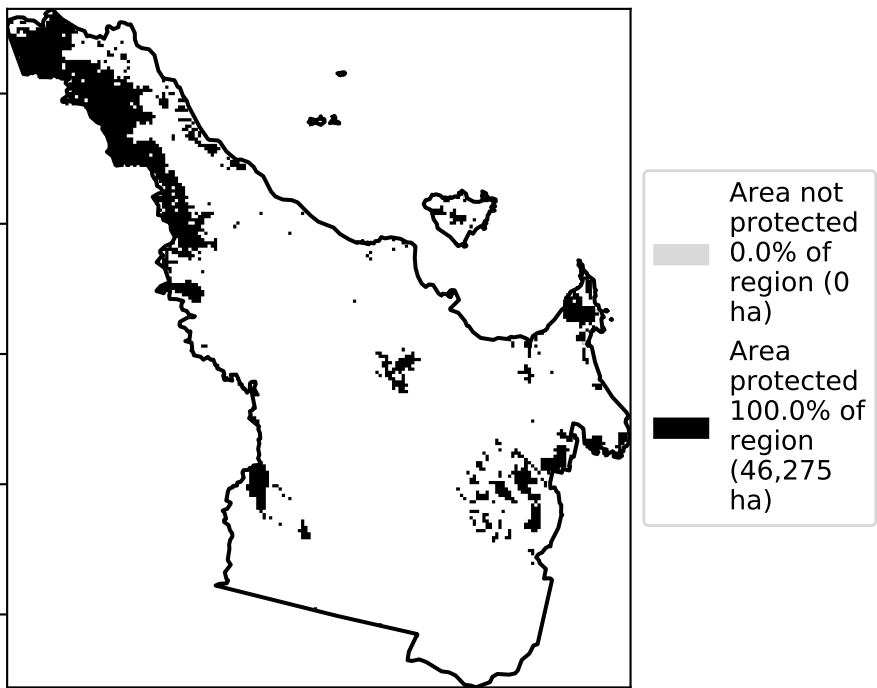 Area not
protected
0.0% of
region (0
ha)
Area
protected
100.0% of
region
(46,275
ha)